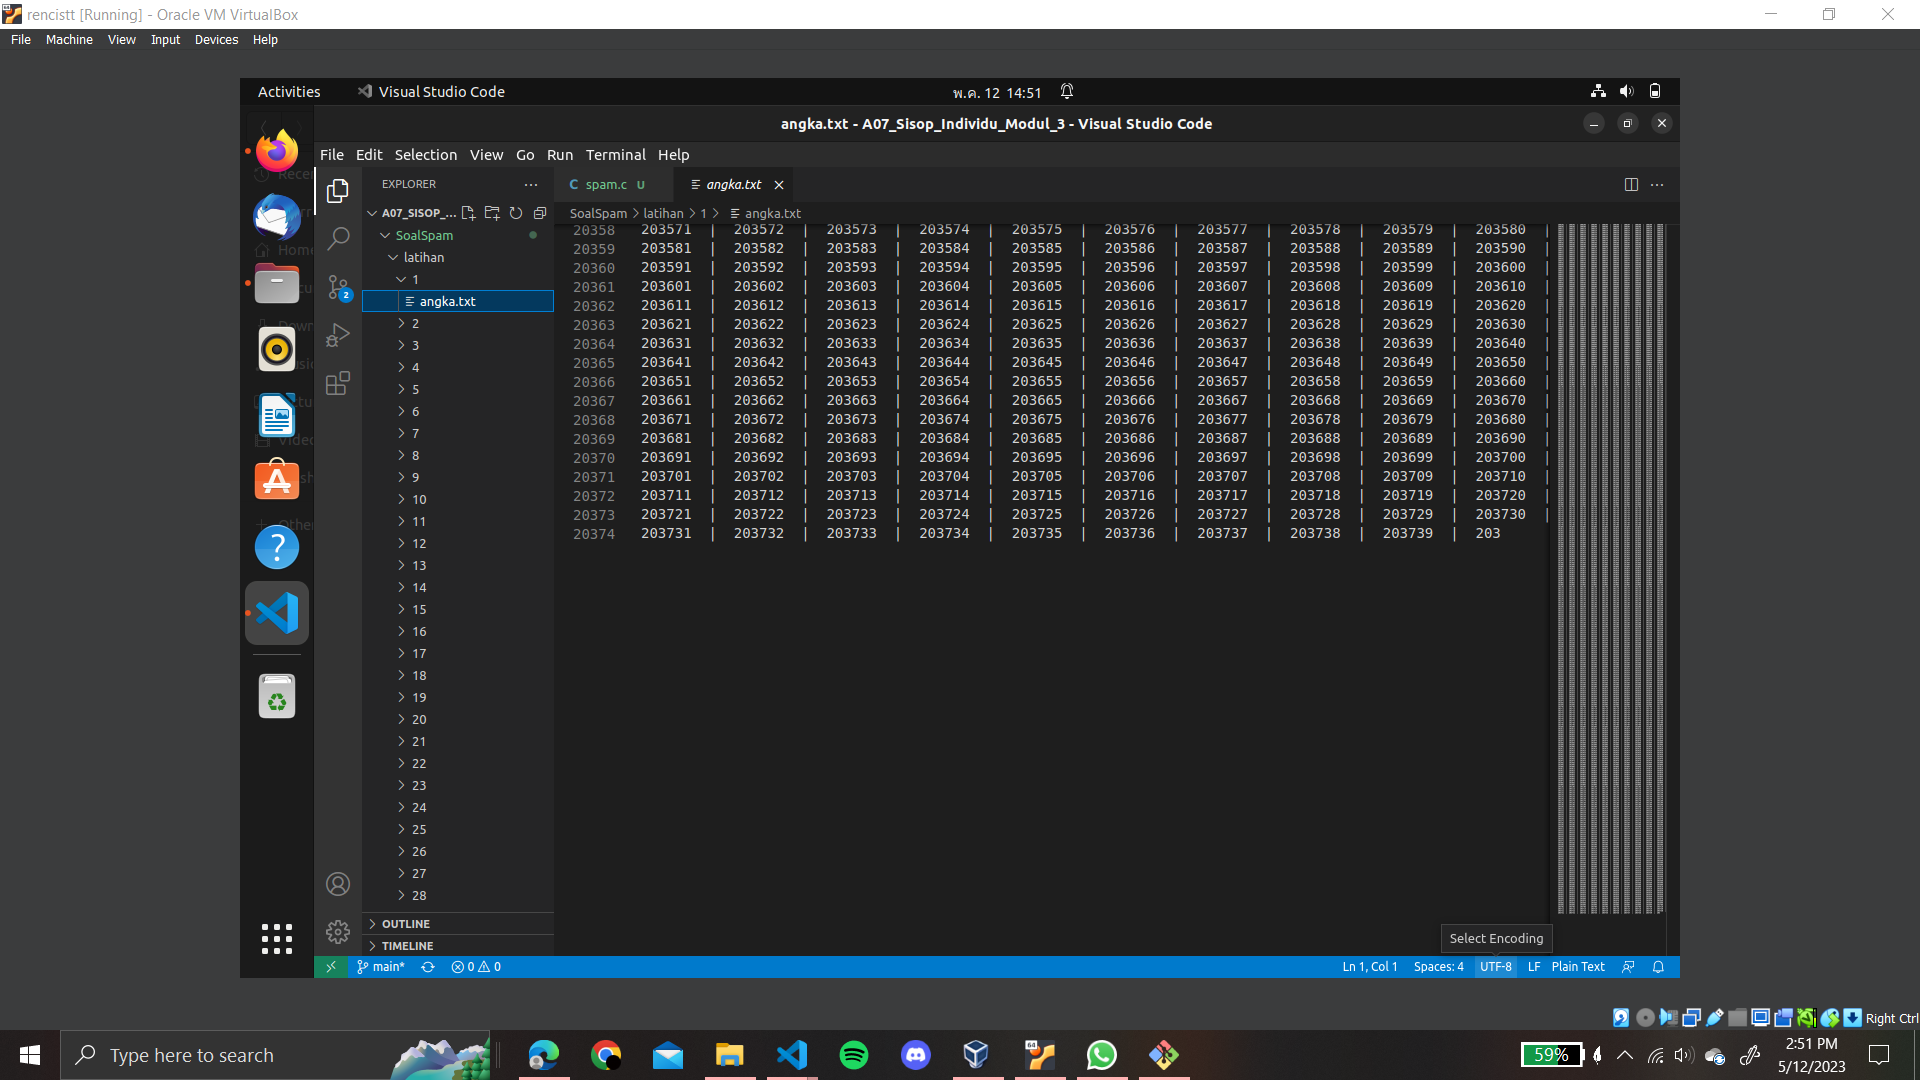 rencistt [Running] - Oracle VM VirtualBox
File Machine View Input Devices Help
Activities Visual Studio Code พ.ค. 12 14:51
angka.txt - A07_Sisop_Individu_Modul_3 - Visual Studio Code
File Edit Selection View Go Run Terminal Help
EXPLORER ···
A07_SISOP_...
SoalSpam
latihan
1
angka.txt
2
3
4
5
6
7
8
9
10
11
12
13
14
15
16
17
18
19
20
21
22
23
24
25
26
27
28
OUTLINE
TIMELINE
2
C spam.c U angka.txt
SoalSpam > latihan > 1 > angka.txt
20358 203571 | 203572 | 203573 | 203574 | 203575 | 203576 | 203577 | 203578 | 203579 | 203580 |
20359 203581 | 203582 | 203583 | 203584 | 203585 | 203586 | 203587 | 203588 | 203589 | 203590 |
20360 203591 | 203592 | 203593 | 203594 | 203595 | 203596 | 203597 | 203598 | 203599 | 203600 |
20361 203601 | 203602 | 203603 | 203604 | 203605 | 203606 | 203607 | 203608 | 203609 | 203610 |
20362 203611 | 203612 | 203613 | 203614 | 203615 | 203616 | 203617 | 203618 | 203619 | 203620 |
20363 203621 | 203622 | 203623 | 203624 | 203625 | 203626 | 203627 | 203628 | 203629 | 203630 |
20364 203631 | 203632 | 203633 | 203634 | 203635 | 203636 | 203637 | 203638 | 203639 | 203640 |
20365 203641 | 203642 | 203643 | 203644 | 203645 | 203646 | 203647 | 203648 | 203649 | 203650 |
20366 203651 | 203652 | 203653 | 203654 | 203655 | 203656 | 203657 | 203658 | 203659 | 203660 |
20367 203661 | 203662 | 203663 | 203664 | 203665 | 203666 | 203667 | 203668 | 203669 | 203670 |
20368 203671 | 203672 | 203673 | 203674 | 203675 | 203676 | 203677 | 203678 | 203679 | 203680 |
20369 203681 | 203682 | 203683 | 203684 | 203685 | 203686 | 203687 | 203688 | 203689 | 203690 |
20370 203691 | 203692 | 203693 | 203694 | 203695 | 203696 | 203697 | 203698 | 203699 | 203700 |
20371 203701 | 203702 | 203703 | 203704 | 203705 | 203706 | 203707 | 203708 | 203709 | 203710 |
20372 203711 | 203712 | 203713 | 203714 | 203715 | 203716 | 203717 | 203718 | 203719 | 203720 |
20373 203721 | 203722 | 203723 | 203724 | 203725 | 203726 | 203727 | 203728 | 203729 | 203730 |
20374 203731 | 203732 | 203733 | 203734 | 203735 | 203736 | 203737 | 203738 | 203739 | 203
Select Encoding
main* 0 0 Ln 1, Col 1 Spaces: 4 UTF-8 LF Plain Text
Right Ctrl
Type here to search
64
59%
2:51 PM
5/12/2023